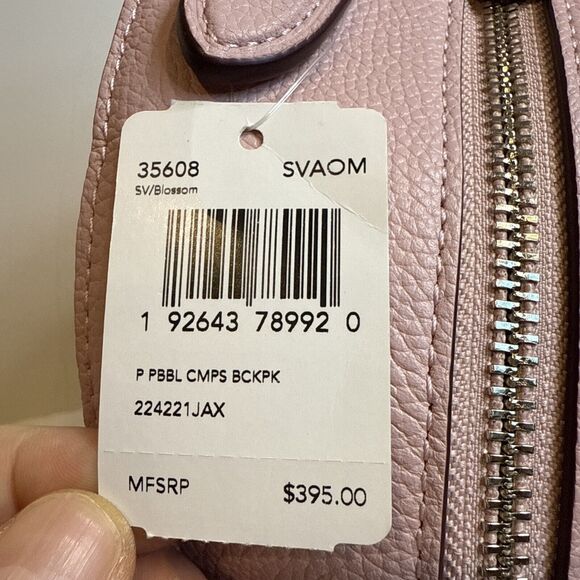 35608 SVAOM
SV/Blossom
1 92643 78992 0
P PBBL CMPS BCKPK
224221JAX
MFSRP $395.00